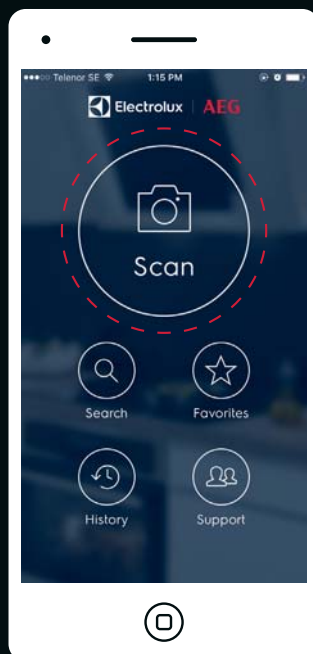 Telenor SE 1:15 PM
Electrolux | AEG
Scan
Search Favorites
History Support